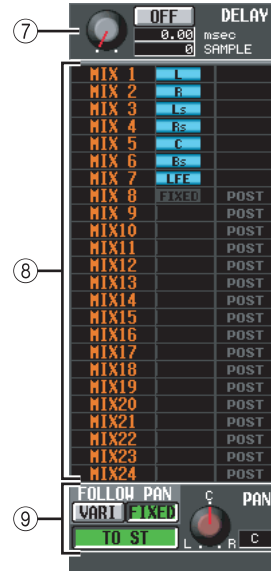 7
OFF DELAY
0.00 msec
0 SAMPLE
8
MIX 1 L
MIX 2 R
MIX 3 Ls
MIX 4 Rs
MIX 5 C
MIX 6 Bs
MIX 7 LFE
MIX 8 FIXED POST
MIX 9 POST
MIX10 POST
MIX11 POST
MIX12 POST
MIX13 POST
MIX14 POST
MIX15 POST
MIX16 POST
MIX17 POST
MIX18 POST
MIX19 POST
MIX20 POST
MIX21 POST
MIX22 POST
MIX23 POST
MIX24 POST
9
FOLLOW PAN C PAN
VARI FIXED
TO ST L R C